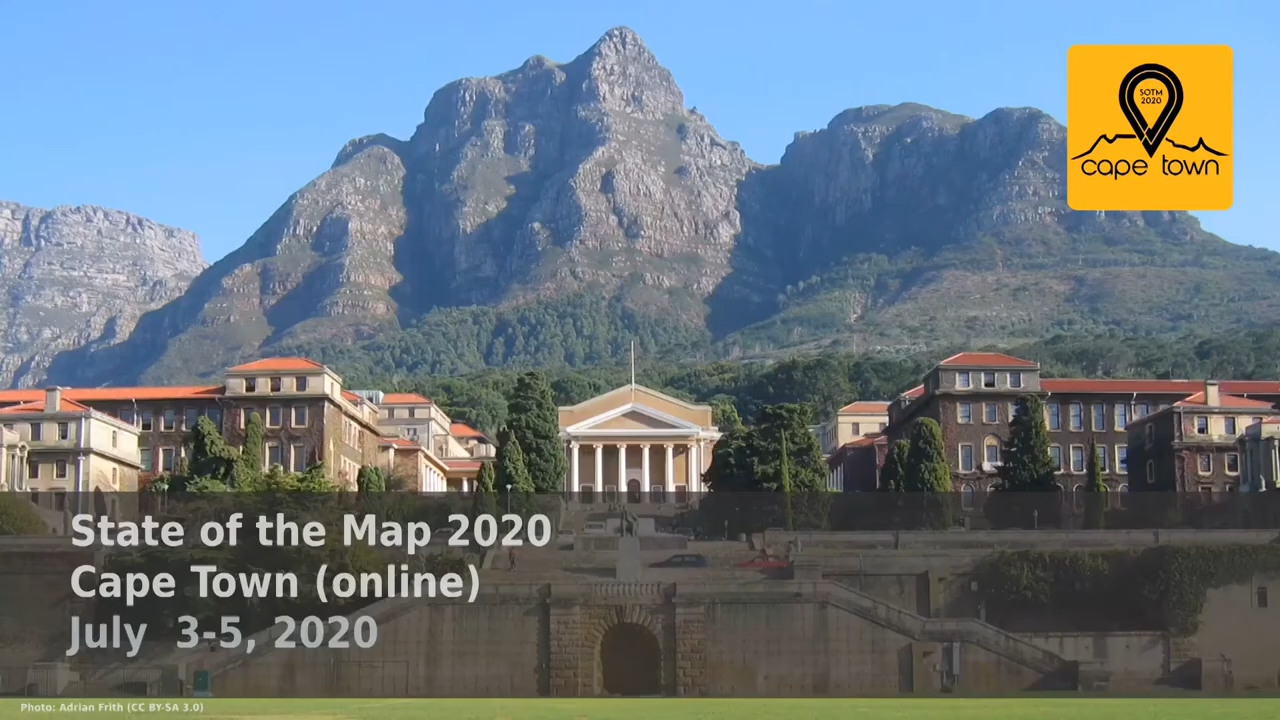 SOTM
2020
cape town
State of the Map 2020
Cape Town (online)
July 3-5, 2020
Photo: Adrian Frith (CC BY-SA 3.0)